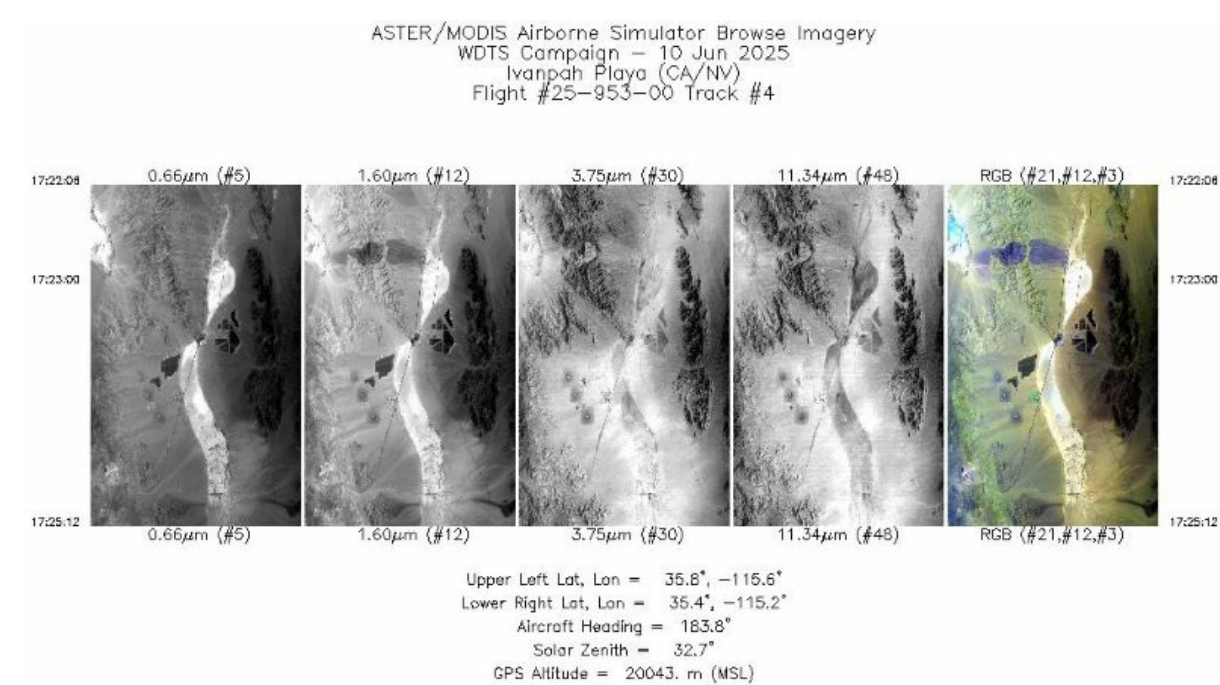 ASTER/MODIS Airborne Simulator Browse Imagery
WDTS Campaign – 10 Jun 2025
Ivanpah Playa (CA/NV)
Flight #25-953-00 Track #4
0.66μm (#5) 1.60μm (#12) 3.75μm (#30) 11.34μm (#48) RGB (#21,#12,#3)
17:22:06 17:22:06
17:23:00 17:23:00
17:25:12 17:25:12
0.66μm (#5) 1.60μm (#12) 3.75μm (#30) 11.34μm (#48) RGB (#21,#12,#3)
Upper Left Lat, Lon = 35.8°, -115.6°
Lower Right Lat, Lon = 35.4°, -115.2°
Aircraft Heading = 183.8°
Solar Zenith = 32.7°
GPS Altitude = 20043. m (MSL)